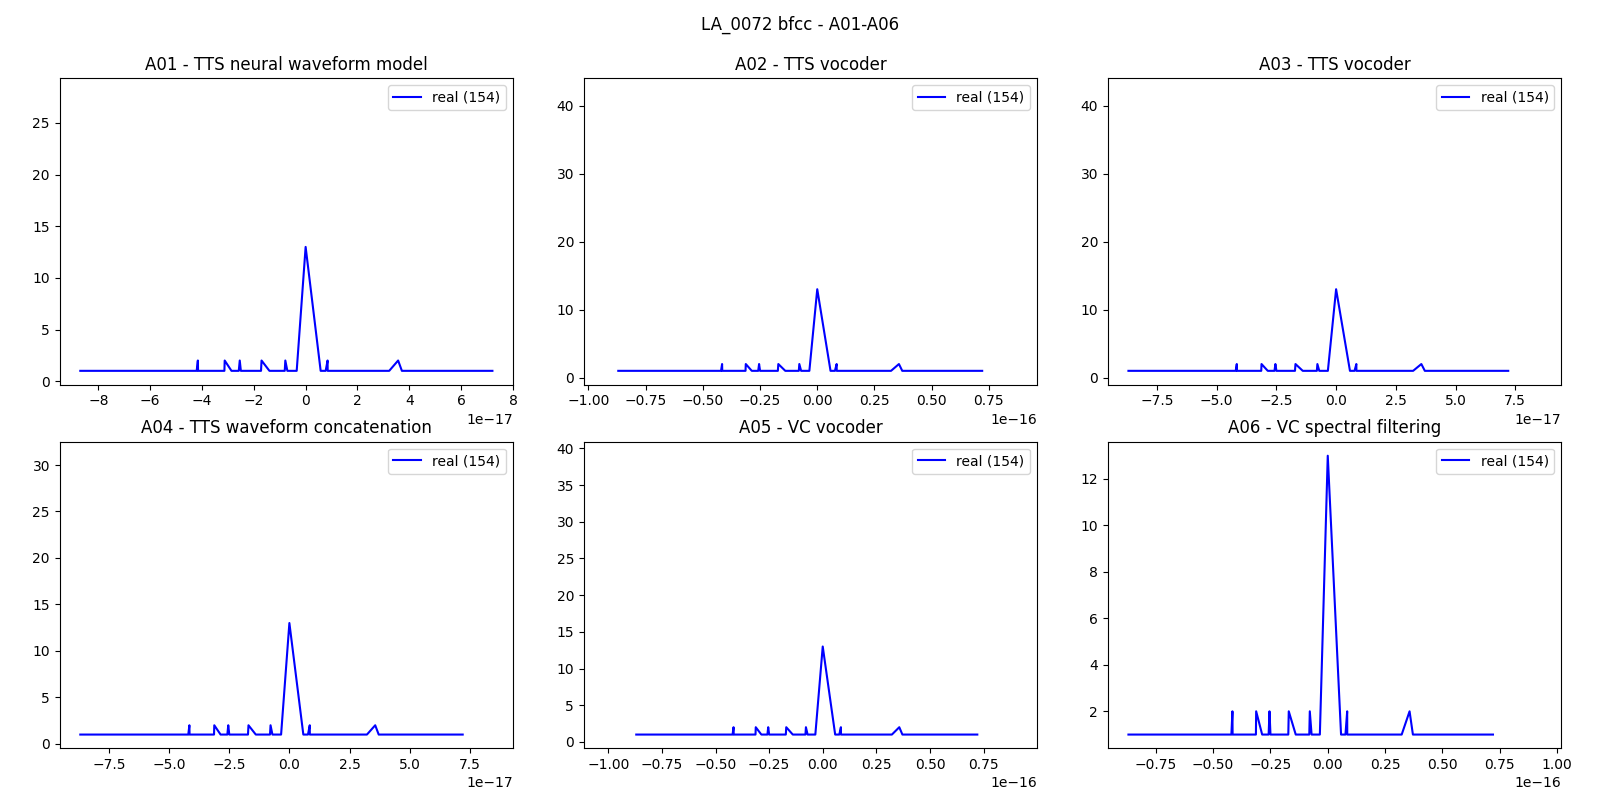 LA_0072 bfcc - A01-A06
A01 - TTS neural waveform model
real (154)
25
20
15
10
5
0
−8 −6 −4 −2 0 2 4 6 8
1e−17
A02 - TTS vocoder
real (154)
40
30
20
10
0
−1.00 −0.75 −0.50 −0.25 0.00 0.25 0.50 0.75
1e−16
A03 - TTS vocoder
real (154)
40
30
20
10
0
−7.5 −5.0 −2.5 0.0 2.5 5.0 7.5
1e−17
A04 - TTS waveform concatenation
real (154)
30
25
20
15
10
5
0
−7.5 −5.0 −2.5 0.0 2.5 5.0 7.5
1e−17
A05 - VC vocoder
real (154)
40
35
30
25
20
15
10
5
0
−1.00 −0.75 −0.50 −0.25 0.00 0.25 0.50 0.75
1e−16
A06 - VC spectral filtering
real (154)
12
10
8
6
4
2
−0.75 −0.50 −0.25 0.00 0.25 0.50 0.75 1.00
1e−16